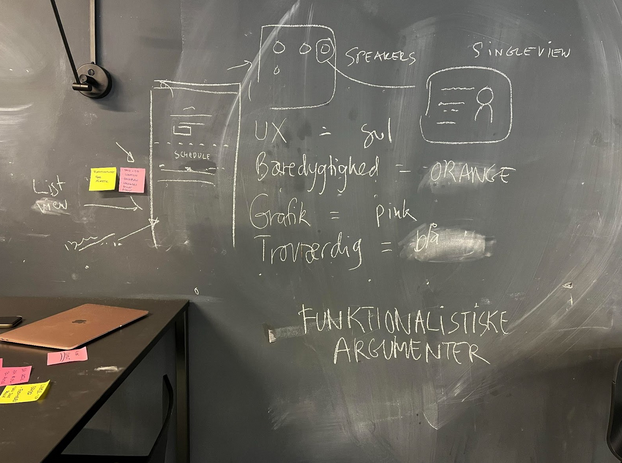 SPEAKERS
SINGLEVIEW
UX = gul
Bæredygtighed = ORANGE
SCHEDULE
List
VIEW
Grafik = pink
Troværdig = blå
FUNKTIONALISTISKE
ARGUMENTER